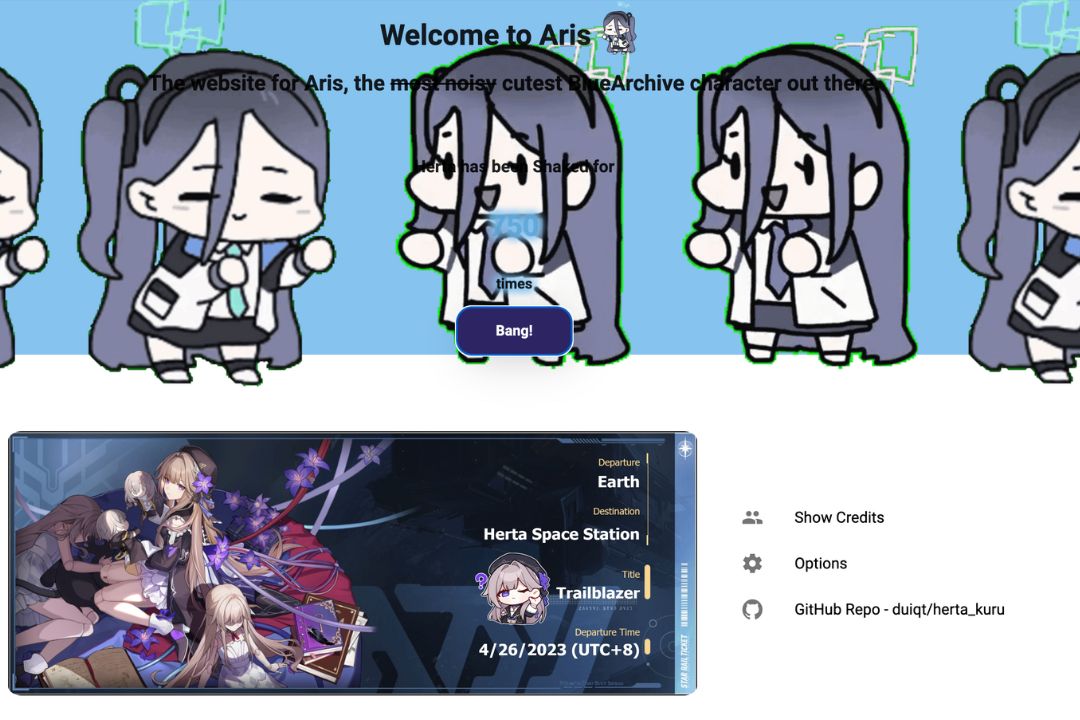 Welcome to Aris
The website for Aris, the most noisy cutest BlueArchive character out there.
Herta has been Shaked for
750
times
Bang!
Departure
Earth
Destination
Herta Space Station
Title
Trailblazer
Departure Time
4/26/2023 (UTC+8)
STAR RAIL TICKET
Show Credits
Options
GitHub Repo - duiqt/herta_kuru